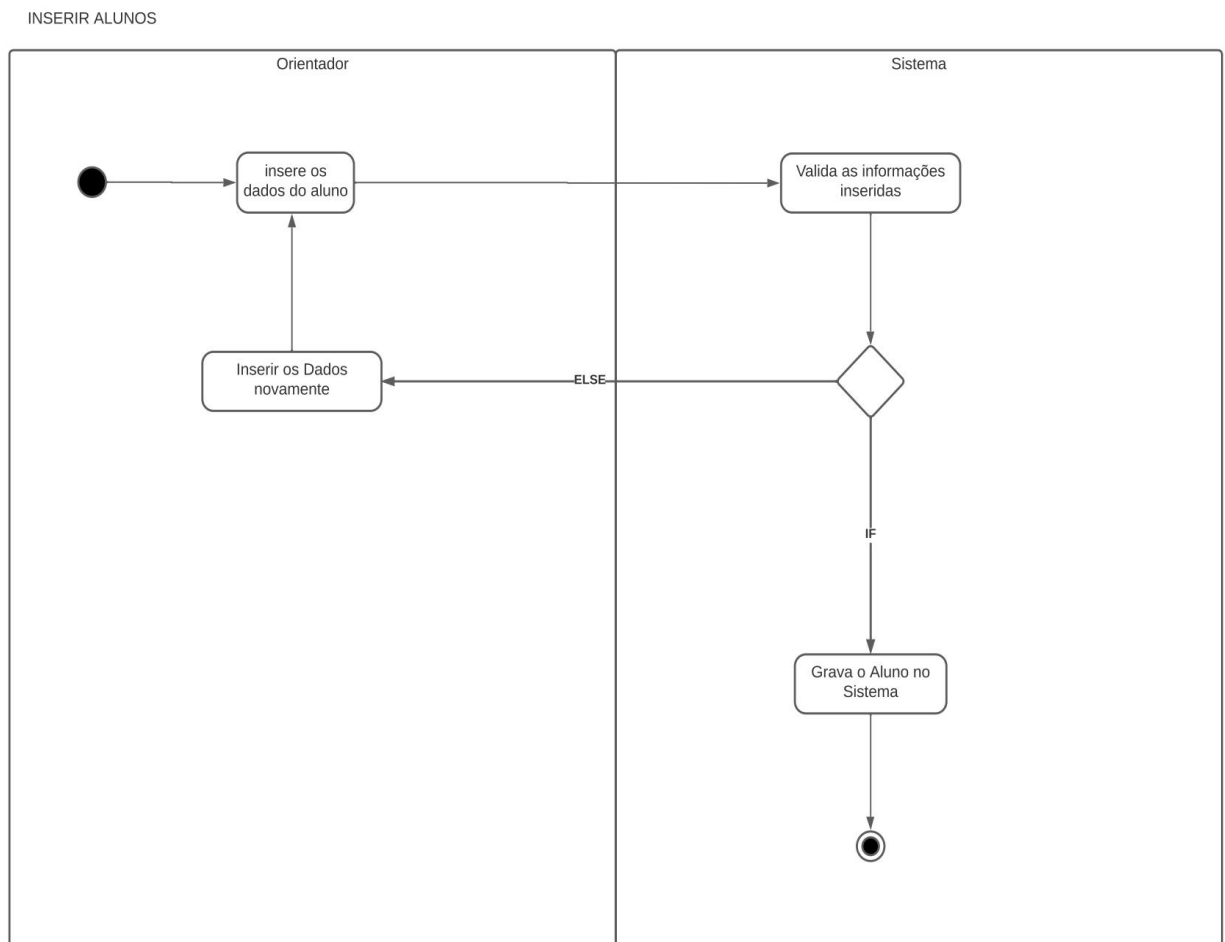 INSERIR ALUNOS
Orientador
Sistema
insere os
dados do aluno
Valida as informações
inseridas
Inserir os Dados
novamente
ELSE
IF
Grava o Aluno no
Sistema